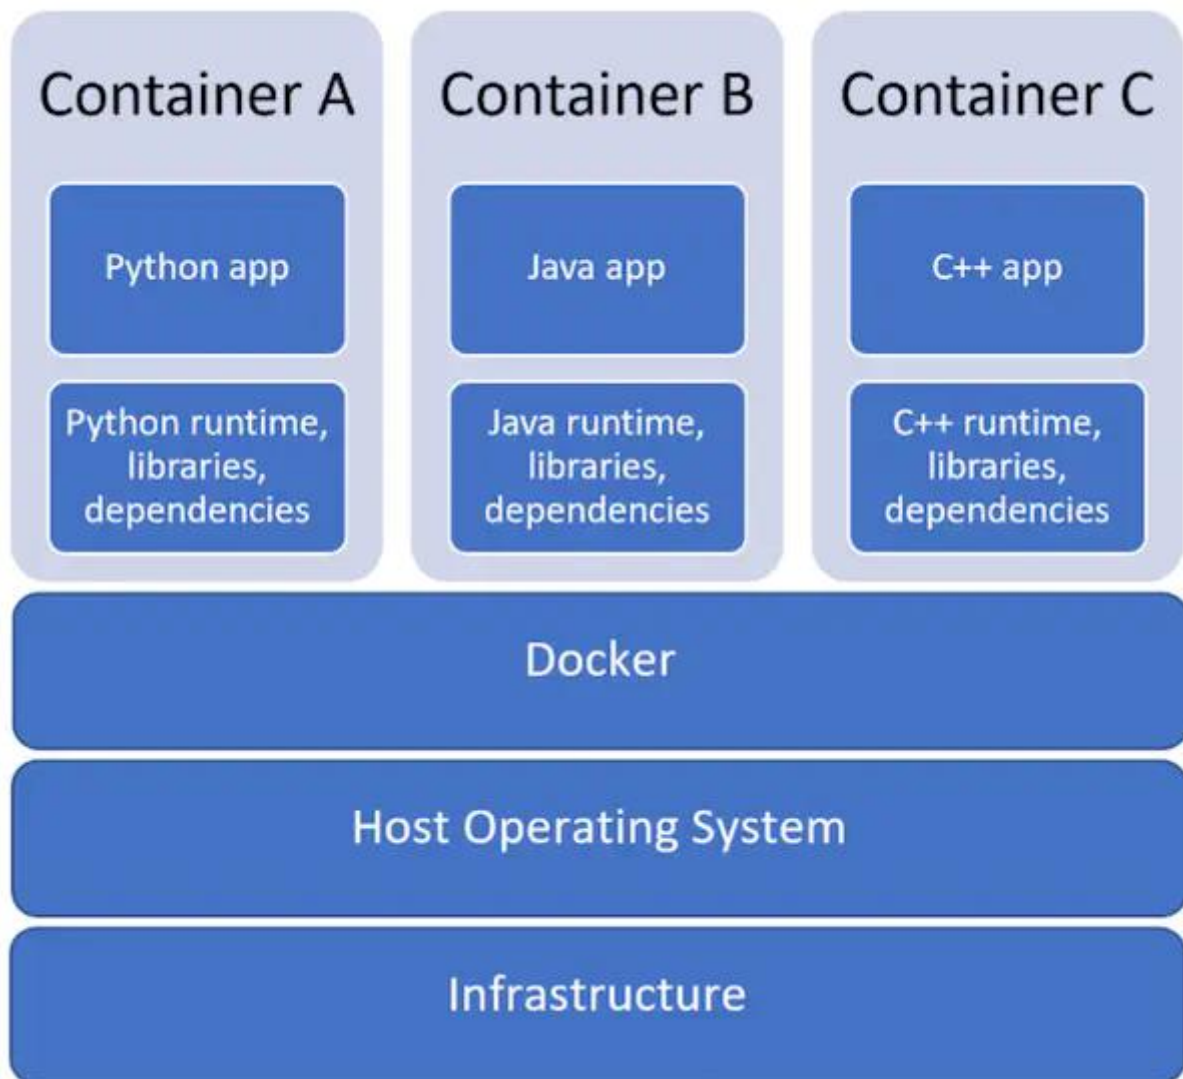 Container A
Container B
Container C
Python app
Java app
C++ app
Python runtime,
libraries,
dependencies
Java runtime,
libraries,
dependencies
C++ runtime,
libraries,
dependencies
Docker
Host Operating System
Infrastructure